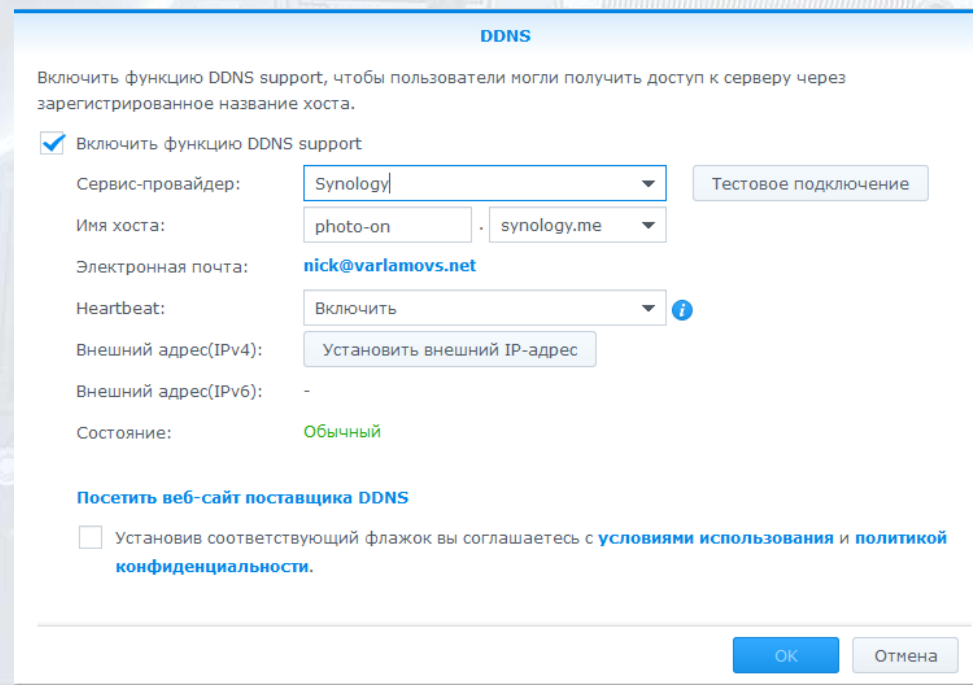 DDNS
Включить функцию DDNS support, чтобы пользователи могли получить доступ к серверу через
зарегистрированное название хоста.
Включить функцию DDNS support
Сервис-провайдер: Synology Тестовое подключение
Имя хоста: photo-on . synology.me
Электронная почта: nick@varlamovs.net
Heartbeat: Включить i
Внешний адрес(IPv4): Установить внешний IP-адрес
Внешний адрес(IPv6): -
Состояние: Обычный
Посетить веб-сайт поставщика DDNS
Установив соответствующий флажок вы соглашаетесь с условиями использования и политикой
конфиденциальности.
OK Отмена